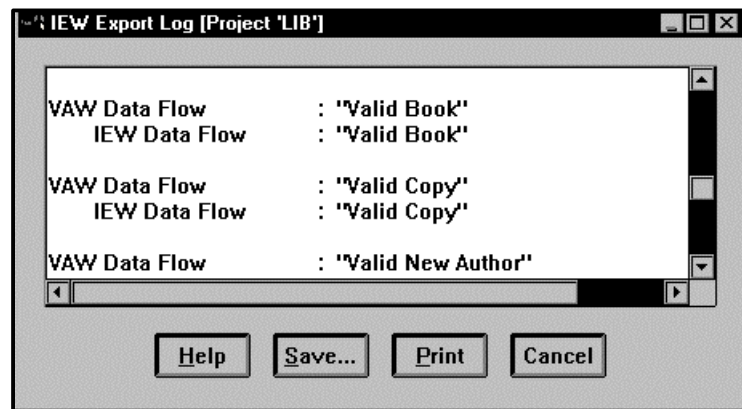 IEW Export Log [Project 'LIB']
VAW Data Flow : "Valid Book"
IEW Data Flow : "Valid Book"
VAW Data Flow : "Valid Copy"
IEW Data Flow : "Valid Copy"
VAW Data Flow : "Valid New Author"
Help Save... Print Cancel